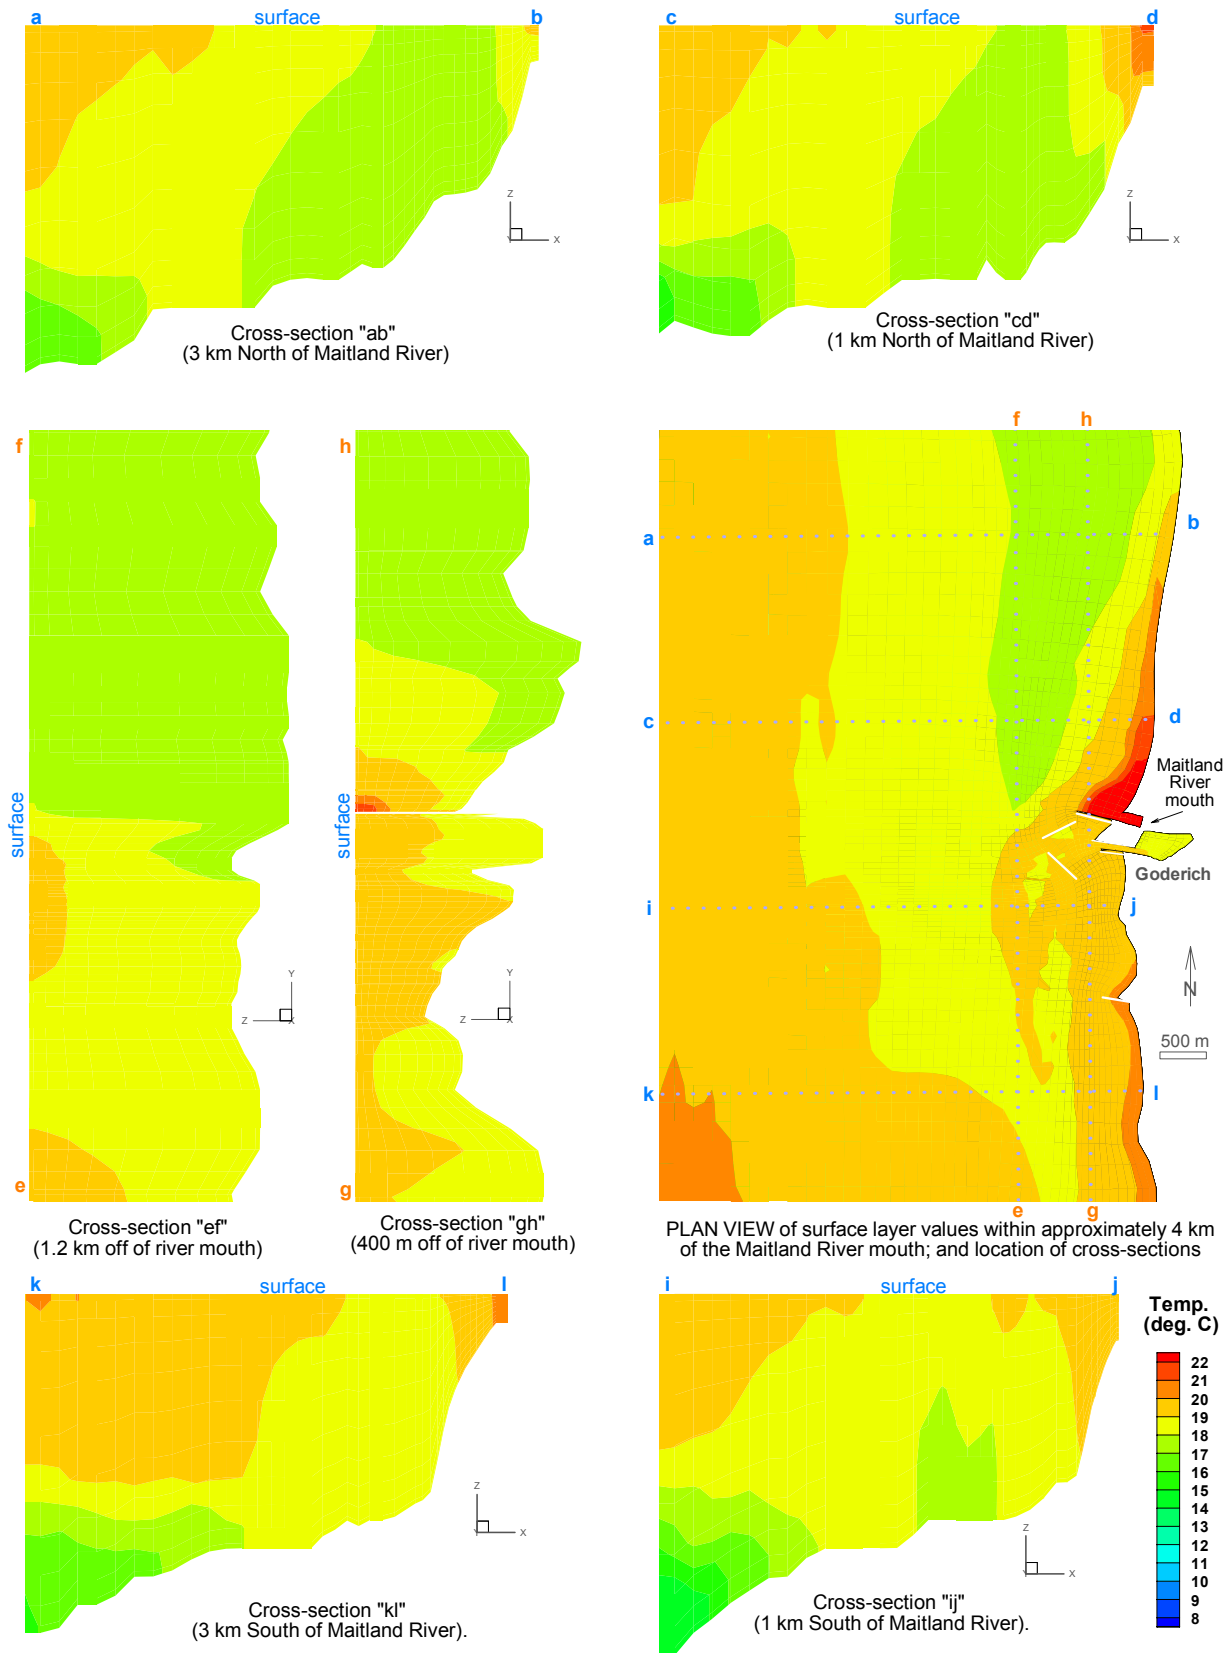 a surface b
c surface d
Z
X
Y
Z
X
Y
Cross-section "ab"
(3 km North of Maitland River)
Cross-section "cd"
(1 km North of Maitland River)
f
surface
e
Y
Z
X
Cross-section "ef"
(1.2 km off of river mouth)
h
surface
g
Y
Z
X
Cross-section "gh"
(400 m off of river mouth)
f h
a b
c d
Maitland
River
mouth
Goderich
i j
N
500 m
k l
e g
PLAN VIEW of surface layer values within approximately 4 km
of the Maitland River mouth; and location of cross-sections
k surface l
Z
X
Y
Cross-section "kl"
(3 km South of Maitland River).
i surface j
Z
X
Y
Cross-section "ij"
(1 km South of Maitland River).
Temp.
(deg. C)
22
21
20
19
18
17
16
15
14
13
12
11
10
9
8